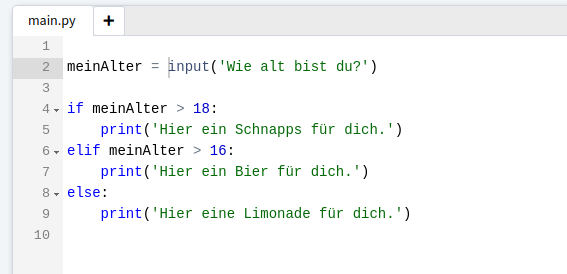 main.py +
1
2 meinAlter = input('Wie alt bist du?')
3
4 if meinAlter > 18:
5     print('Hier ein Schnapps für dich.')
6 elif meinAlter > 16:
7     print('Hier ein Bier für dich.')
8 else:
9     print('Hier eine Limonade für dich.')
10